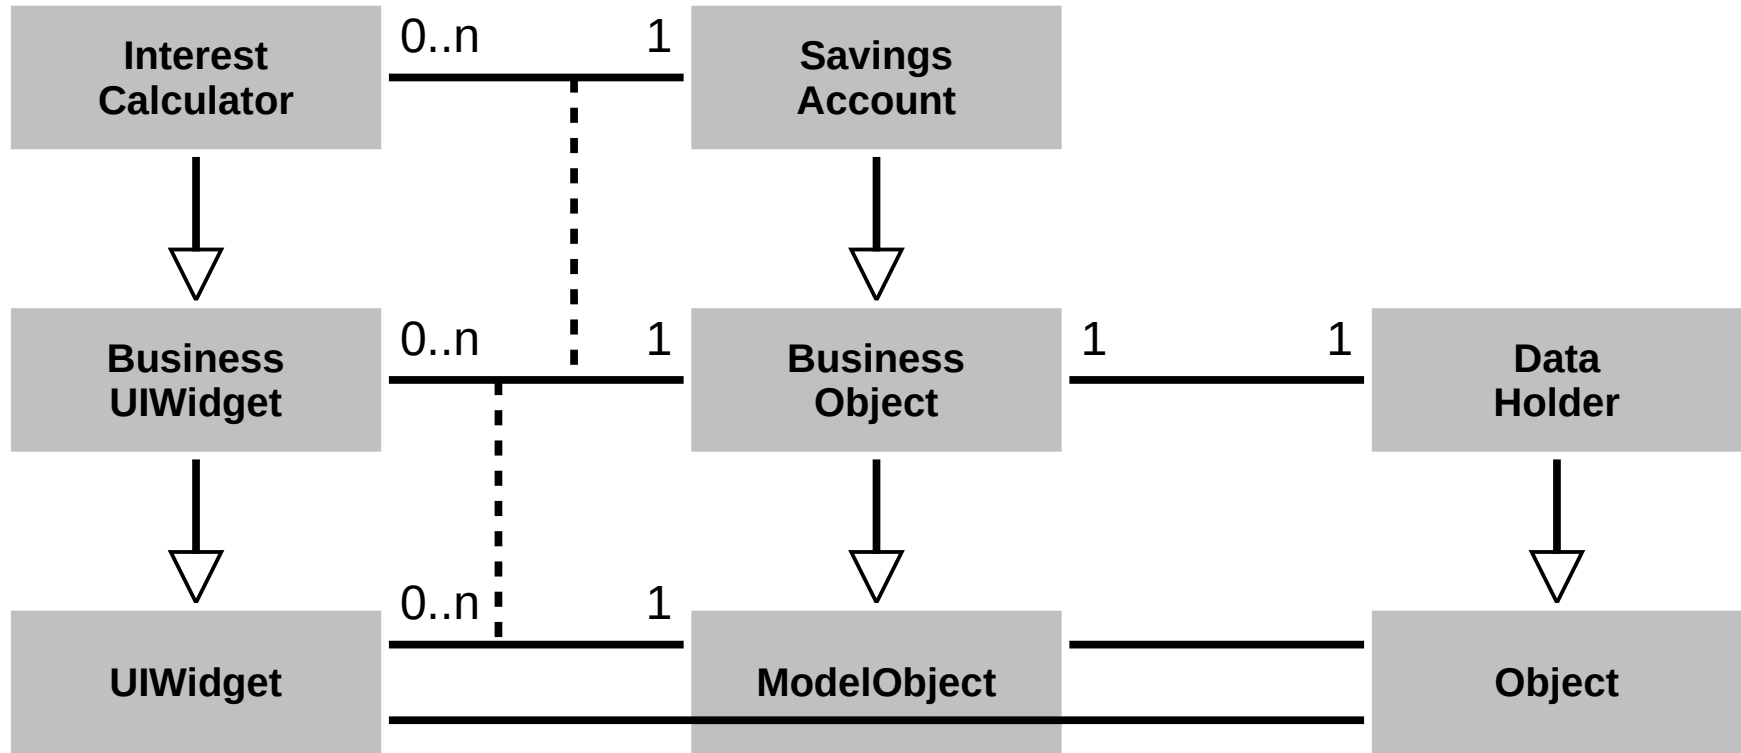 Interest
Calculator
0..n
1
Savings
Account
Business
UIWidget
0..n
1
Business
Object
1
1
Data
Holder
UIWidget
0..n
1
ModelObject
Object